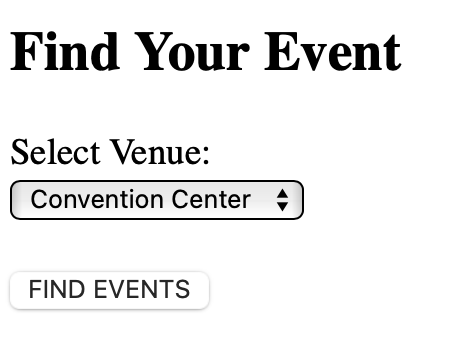 Find Your Event
Select Venue:
Convention Center
FIND EVENTS